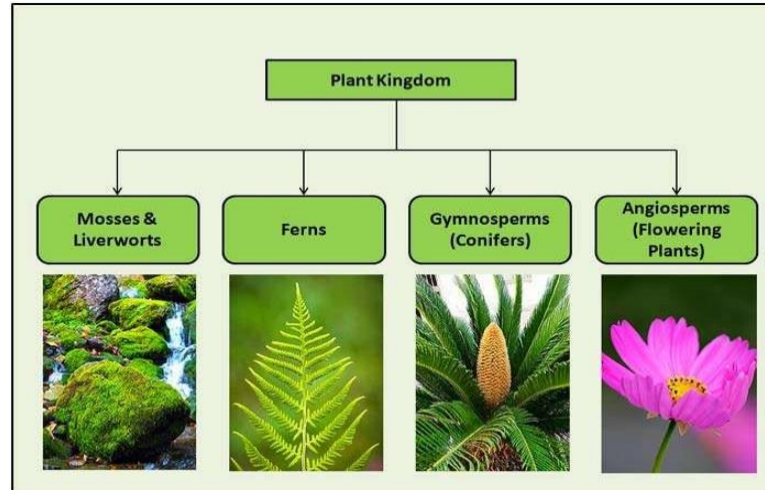 Plant Kingdom
Mosses &
Liverworts
Ferns
Gymnosperms
(Conifers)
Angiosperms
(Flowering
Plants)